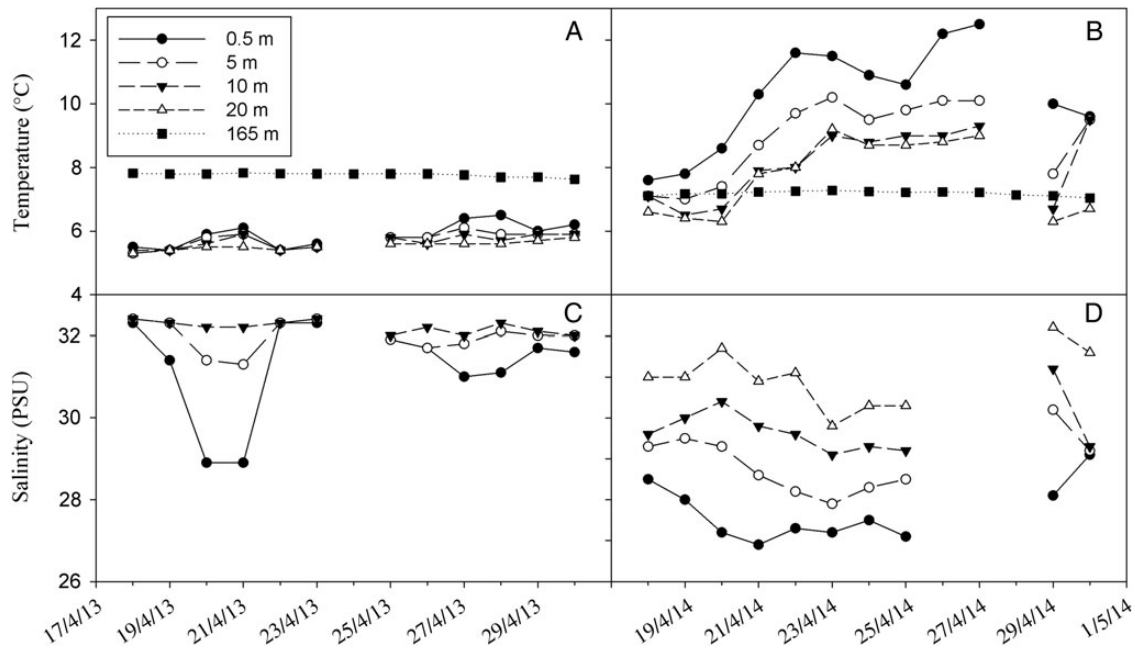 A
B
0.5 m
5 m
10 m
20 m
165 m
Temperature (°C)
12
10
8
6
4
C
D
Salinity (PSU)
32
30
28
26
17/4/13
19/4/13
21/4/13
23/4/13
25/4/13
27/4/13
29/4/13
19/4/14
21/4/14
23/4/14
25/4/14
27/4/14
29/4/14
1/5/14